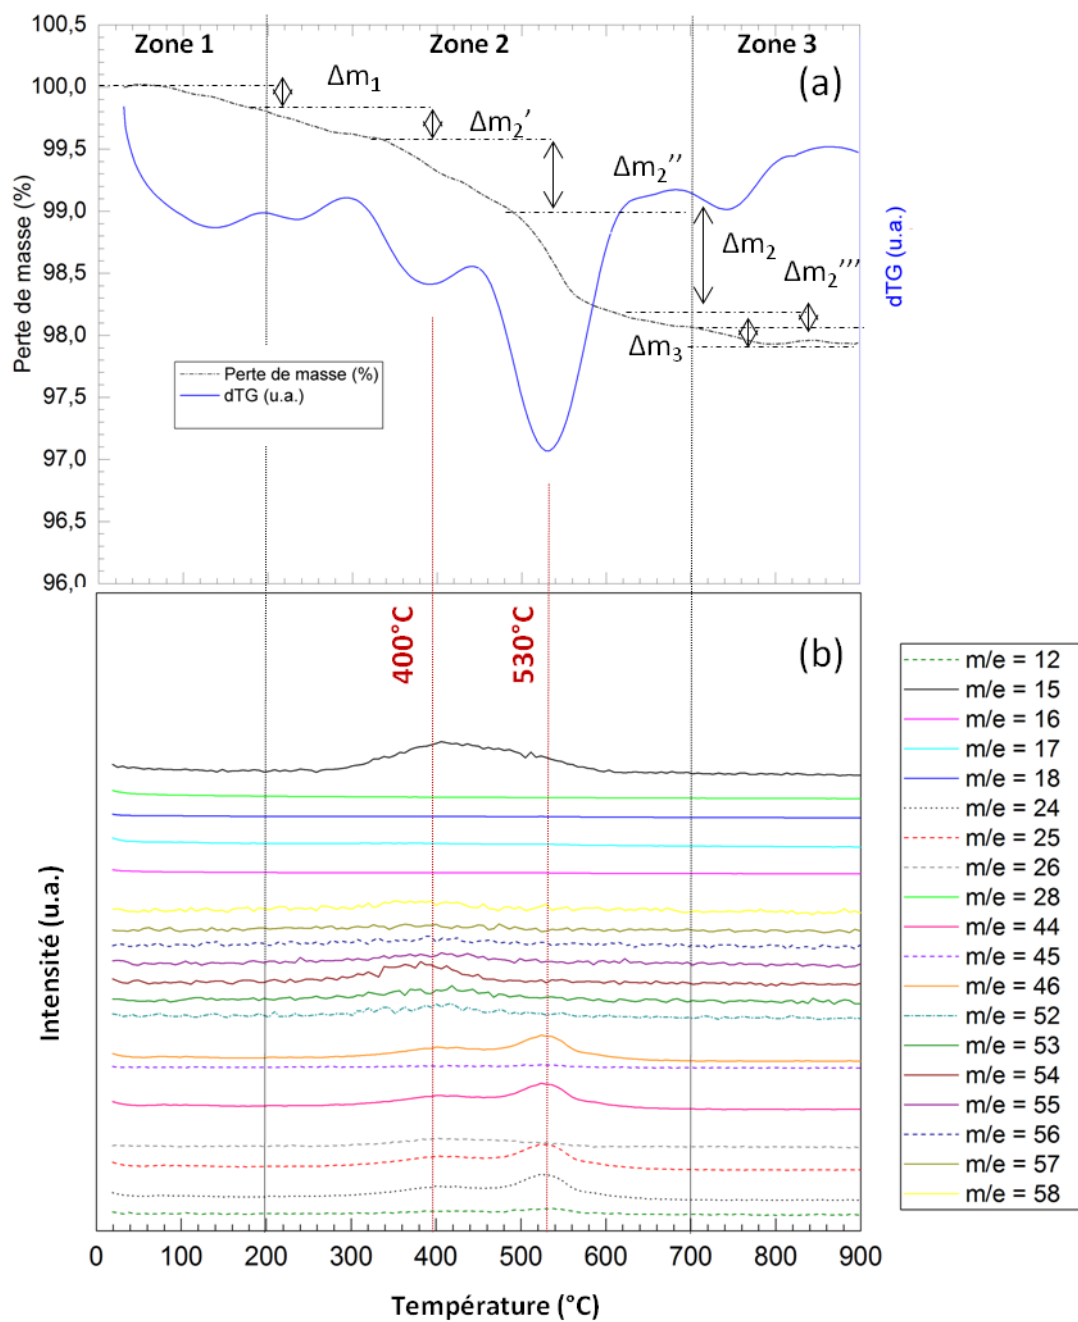 Zone 1 Zone 2 Zone 3
(a)
100,5
100,0
99,5
99,0
98,5
98,0
97,5
97,0
96,5
96,0
Perte de masse (%)
dTG (u.a.)
Δm1
Δm2'
Δm2''
Δm2
Δm2'''
Δm3
Perte de masse (%)
dTG (u.a.)
400°C
530°C
(b)
Intensité (u.a.)
0 100 200 300 400 500 600 700 800 900
Température (°C)
m/e = 12
m/e = 15
m/e = 16
m/e = 17
m/e = 18
m/e = 24
m/e = 25
m/e = 26
m/e = 28
m/e = 44
m/e = 45
m/e = 46
m/e = 52
m/e = 53
m/e = 54
m/e = 55
m/e = 56
m/e = 57
m/e = 58